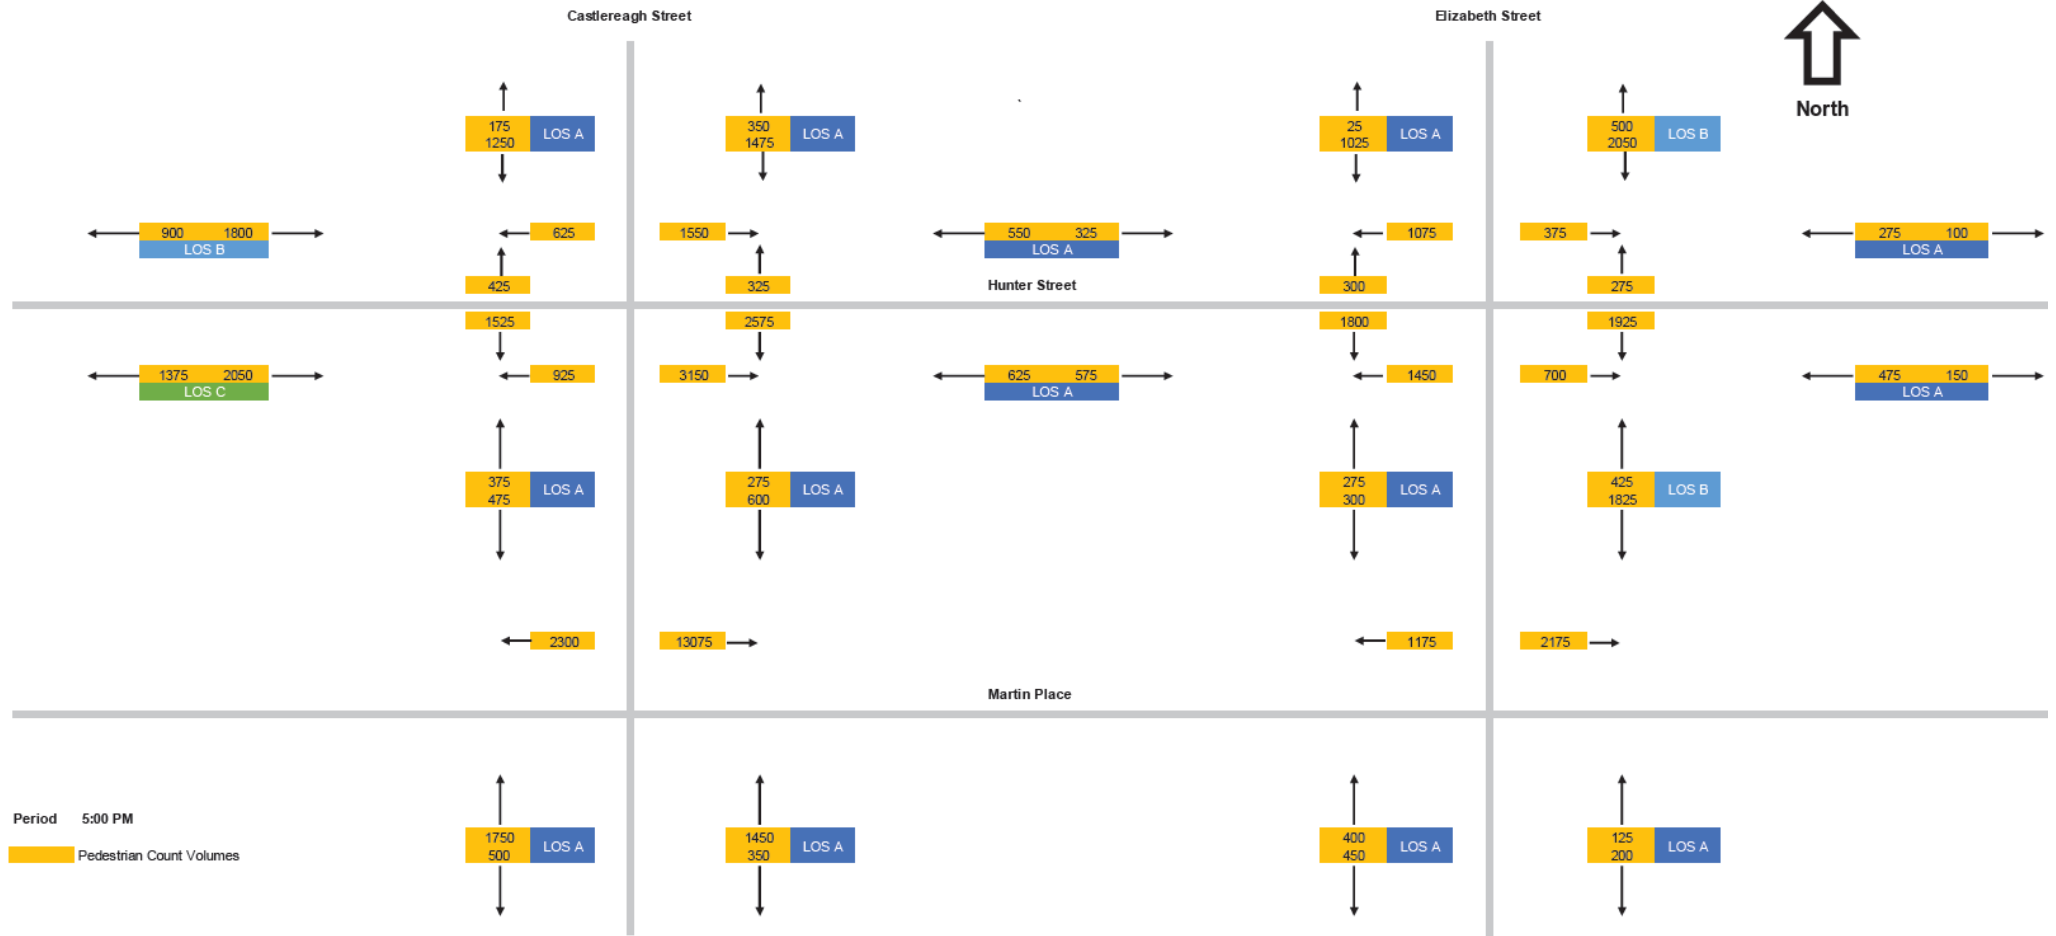 Castlereagh Street Elizabeth Street
North
175 350 25 500
LOS A LOS A LOS A LOS B
1250 1475 1025 2050
900 1800 625 1550 550 325 1075 375 275 100
LOS B LOS A LOS A
425 325 Hunter Street 300 275
1525 2575 1800 1925
1375 2050 925 3150 625 575 1450 700 475 150
LOS C LOS A LOS A
375 275 275 425
LOS A LOS A LOS A LOS B
475 600 300 1825
2300 13075 1175 2175
Martin Place
Period 5:00 PM
1750 1450 400 125
LOS A LOS A LOS A LOS A
500 350 450 200
Pedestrian Count Volumes